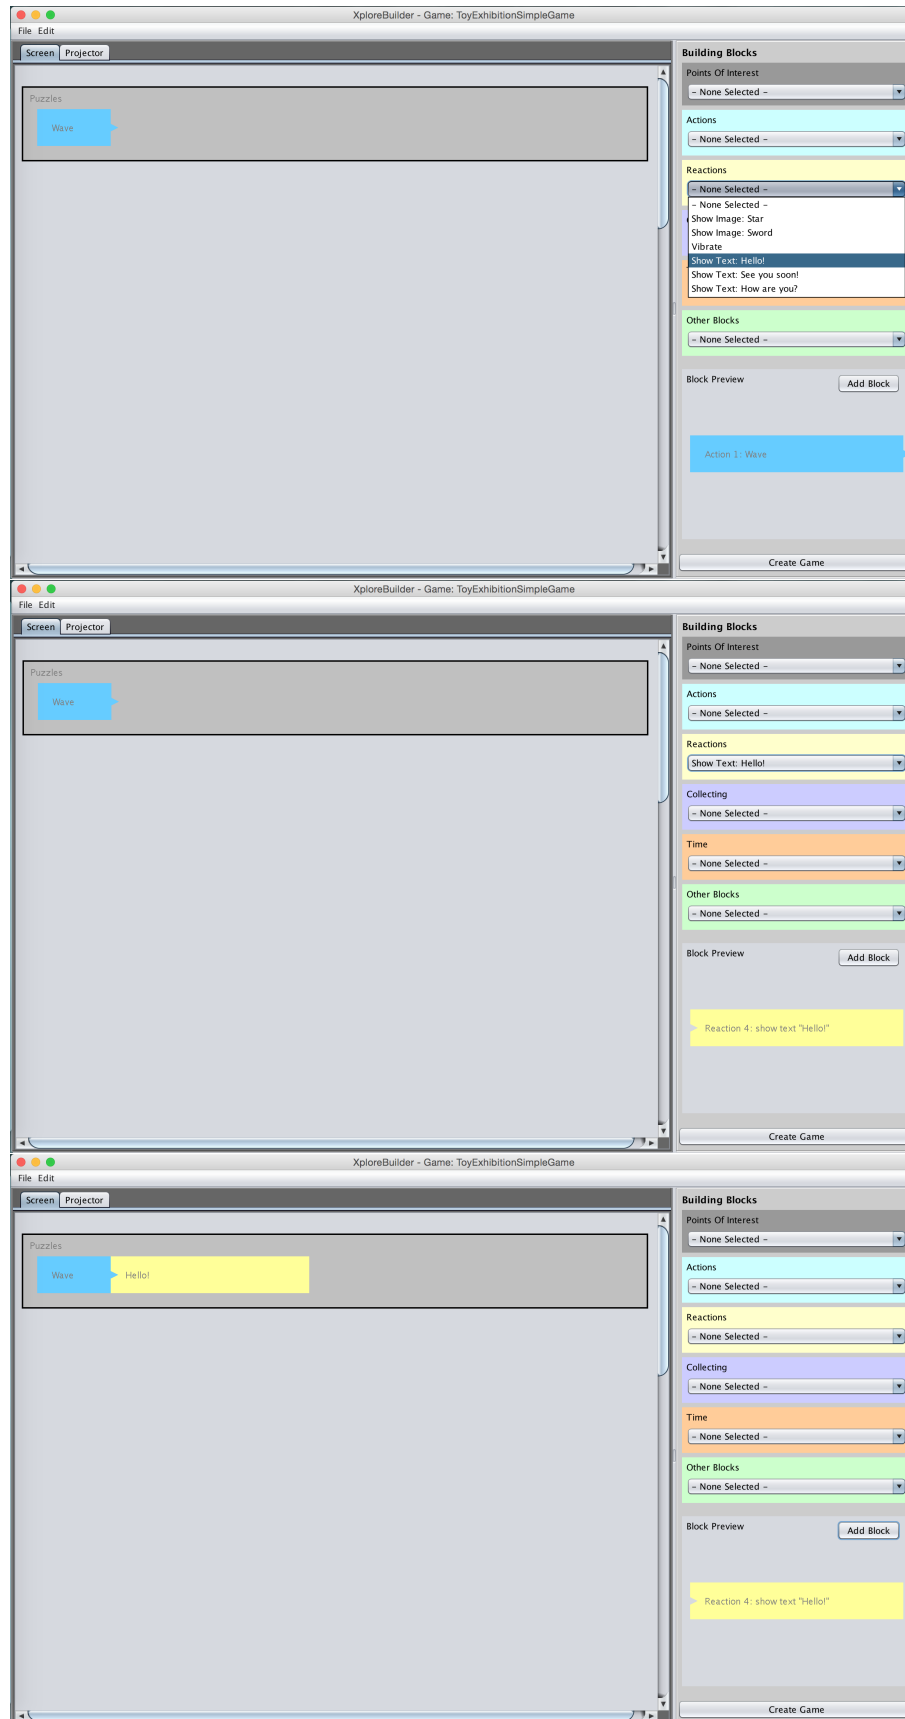 XploreBuilder - Game: ToyExhibitionSimpleGame
File Edit
Screen Projector
Puzzles
Wave
Building Blocks
Points Of Interest
- None Selected -
Actions
- None Selected -
Reactions
- None Selected -
- None Selected -
Show Image: Star
Show Image: Sword
Vibrate
Show Text: Hello!
Show Text: See you soon!
Show Text: How are you?
Other Blocks
- None Selected -
Block Preview
Add Block
Action 1: Wave
Create Game
XploreBuilder - Game: ToyExhibitionSimpleGame
File Edit
Screen Projector
Puzzles
Wave
Building Blocks
Points Of Interest
- None Selected -
Actions
- None Selected -
Reactions
Show Text: Hello!
Collecting
- None Selected -
Time
- None Selected -
Other Blocks
- None Selected -
Block Preview
Add Block
Reaction 4: show text "Hello!"
Create Game
XploreBuilder - Game: ToyExhibitionSimpleGame
File Edit
Screen Projector
Puzzles
Wave Hello!
Building Blocks
Points Of Interest
- None Selected -
Actions
- None Selected -
Reactions
- None Selected -
Collecting
- None Selected -
Time
- None Selected -
Other Blocks
- None Selected -
Block Preview
Add Block
Reaction 4: show text "Hello!"
Create Game